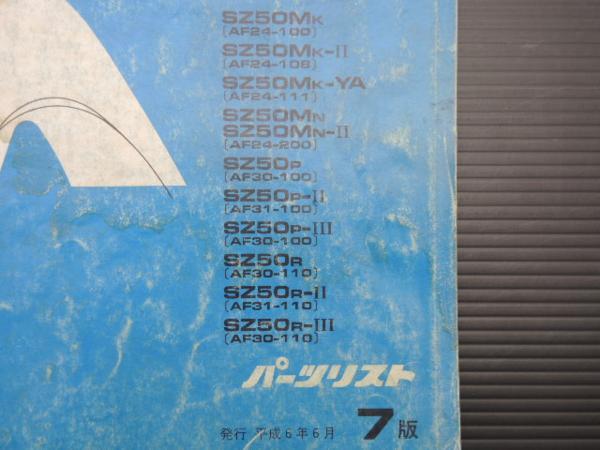 SZ50MK
(AF24-100)
SZ50MK-II
(AF24-108)
SZ50MK-YA
(AF24-111)
SZ50MN
SZ50MN-II
(AF24-200)
SZ50P
(AF30-100)
SZ50P-II
(AF31-100)
SZ50P-III
(AF30-100)
SZ50R
(AF30-110)
SZ50R-II
(AF31-110)
SZ50R-III
(AF30-110)
パーツリスト
発行 平成6年6月 7版